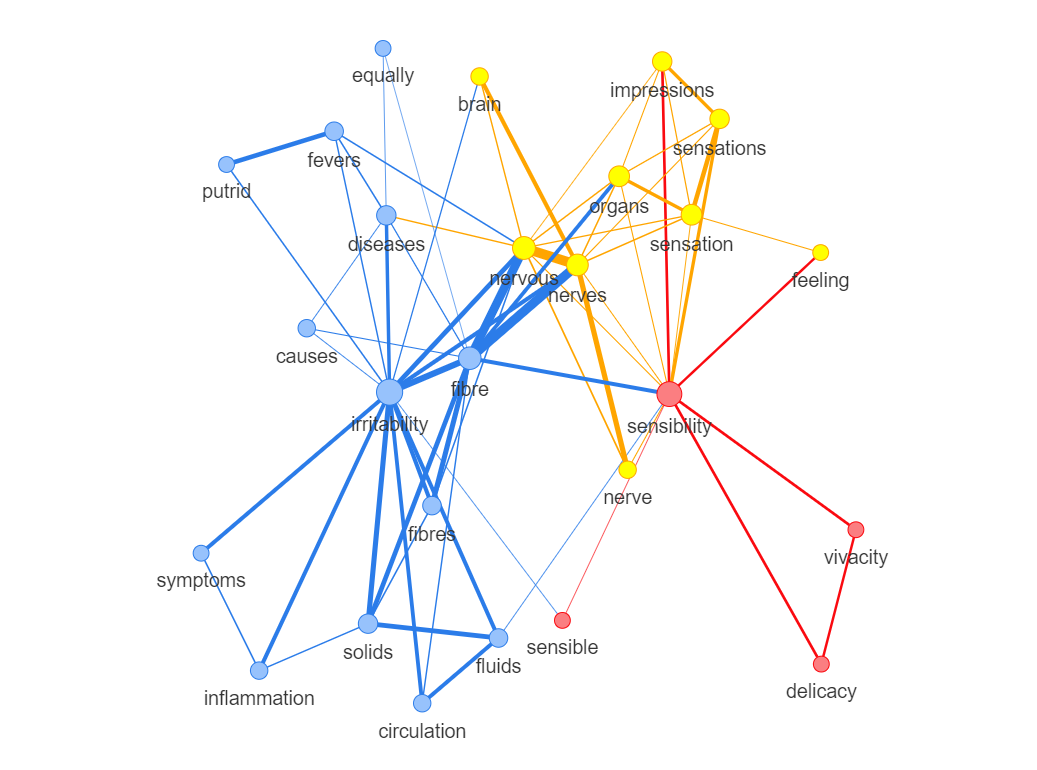 equally
brain
impressions
sensations
fevers
putrid
organs
diseases
sensation
nervous
nerves
feeling
causes
fibre
irritability
sensibility
nerve
fibres
vivacity
symptoms
solids
sensible
fluids
inflammation
delicacy
circulation